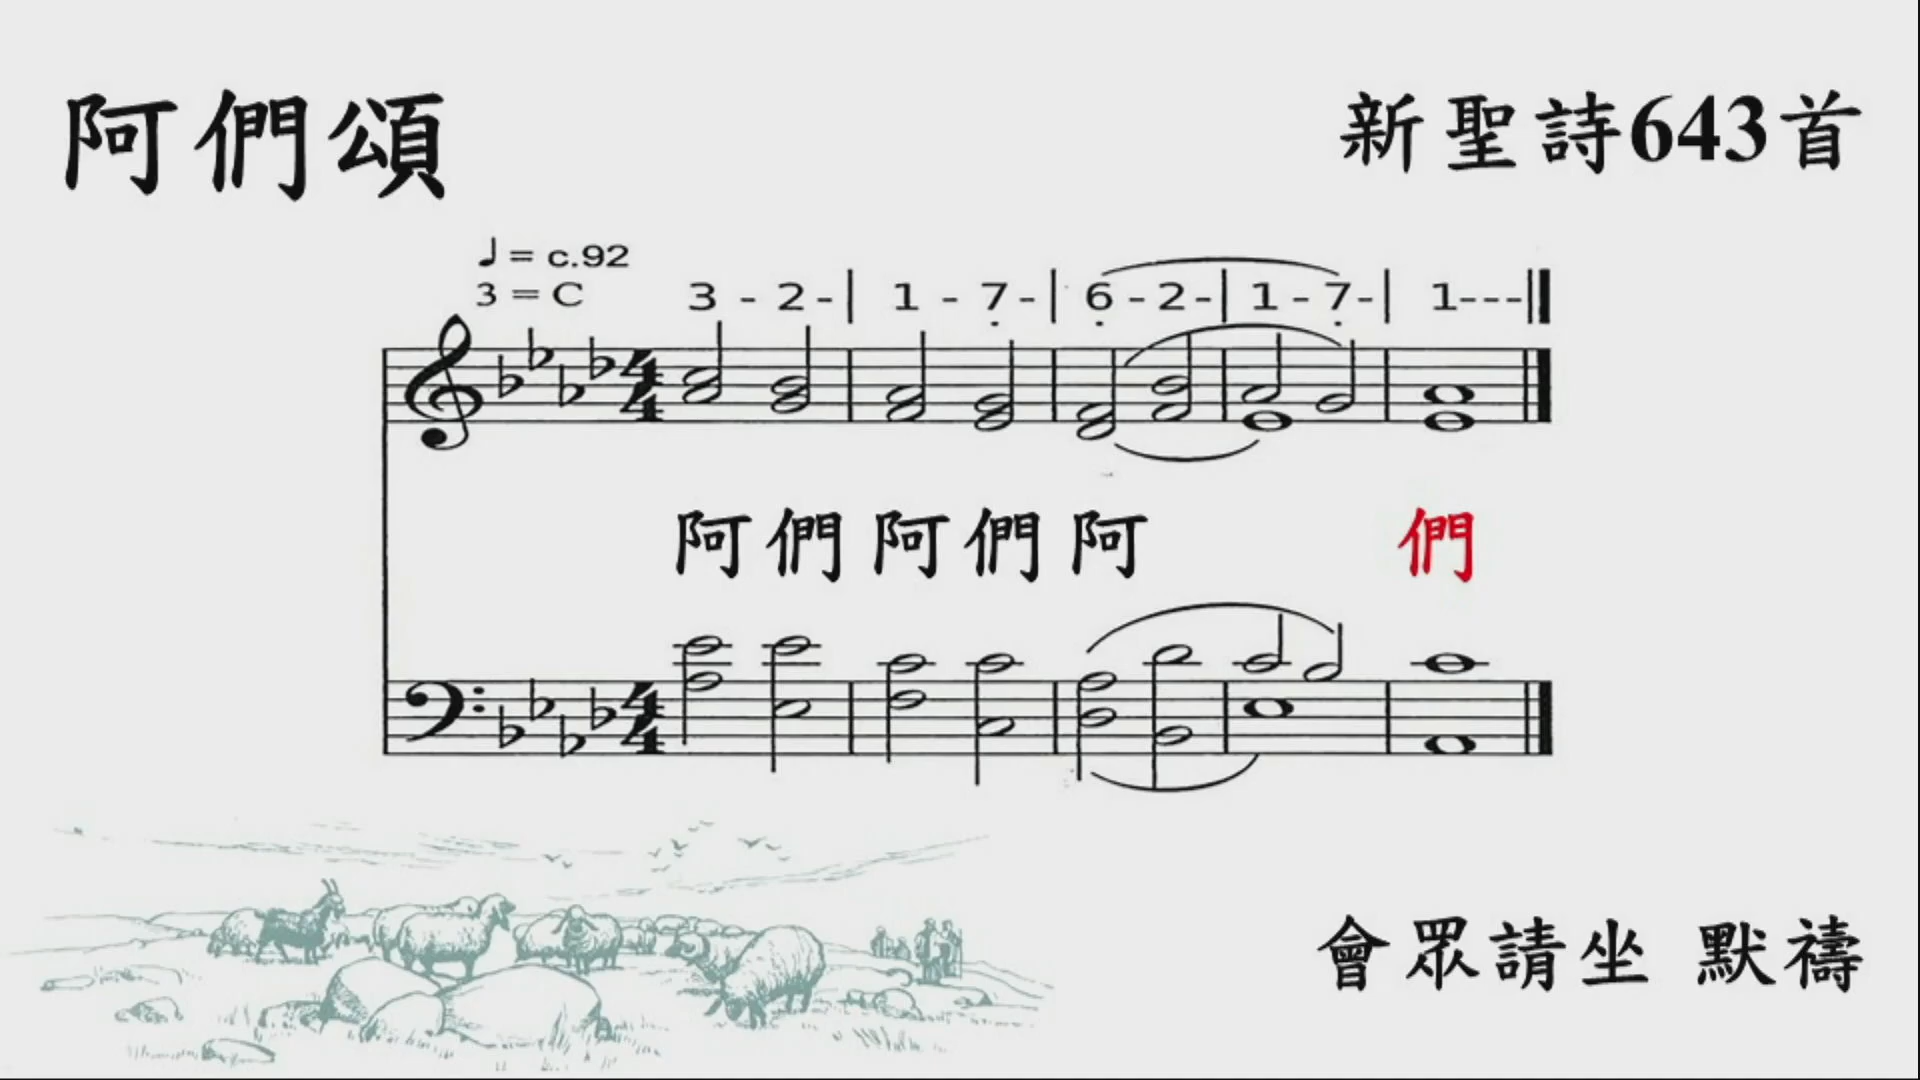 阿們頌
新聖詩643首
♩= c.92
3 = C
3 - 2 - | 1 - 7 - | 6 - 2 - | 1 - 7 - | 1 - - - ||
阿們阿們阿 們
會眾請坐 默禱